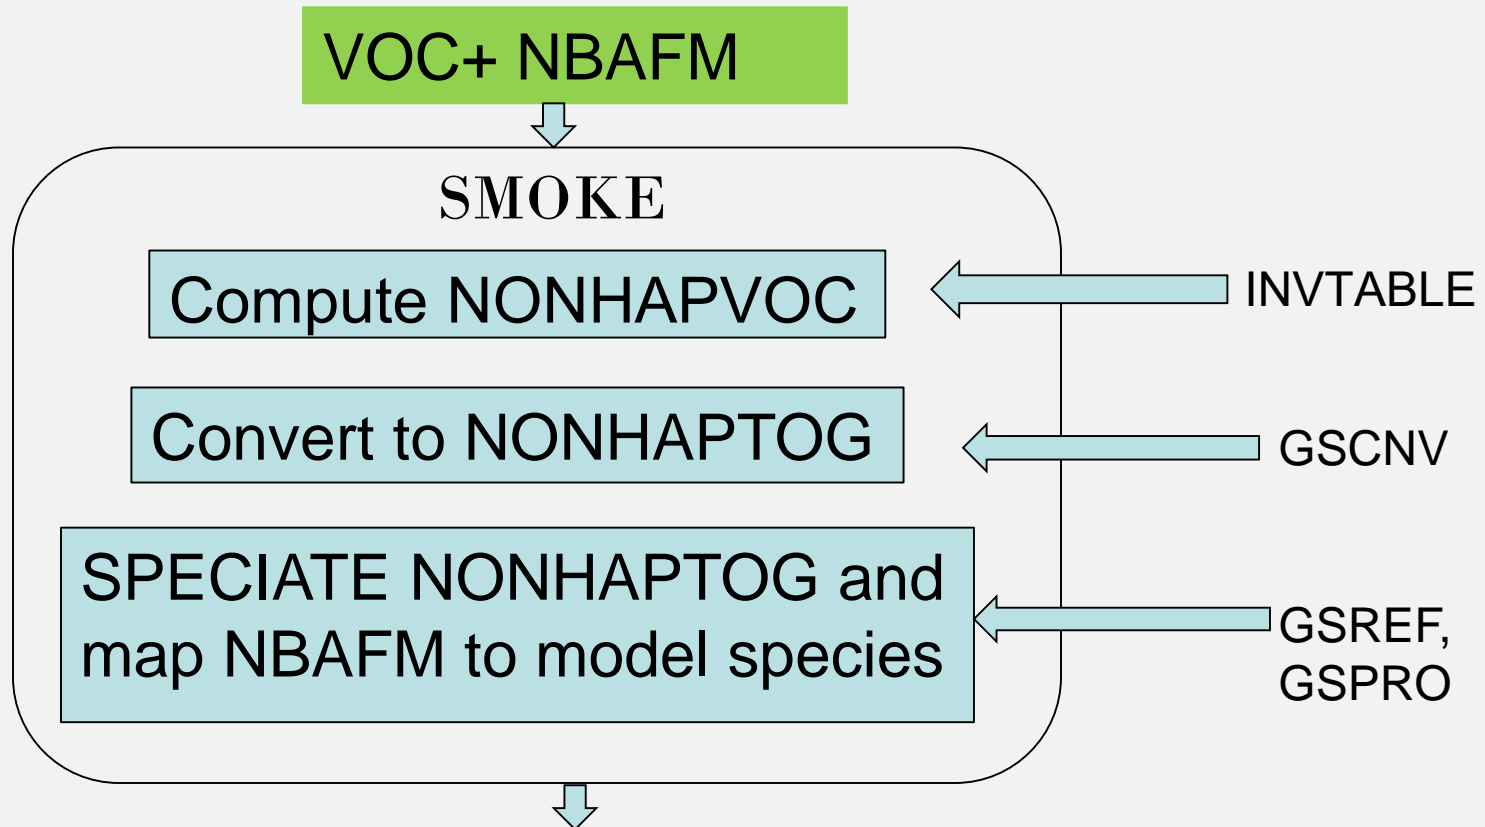 VOC+ NBAFM
SMOKE
Compute NONHAPVOC
INVTABLE
Convert to NONHAPTOG
GSCNV
SPECIATE NONHAPTOG and
map NBAFM to model species
GSREF,
GSPRO